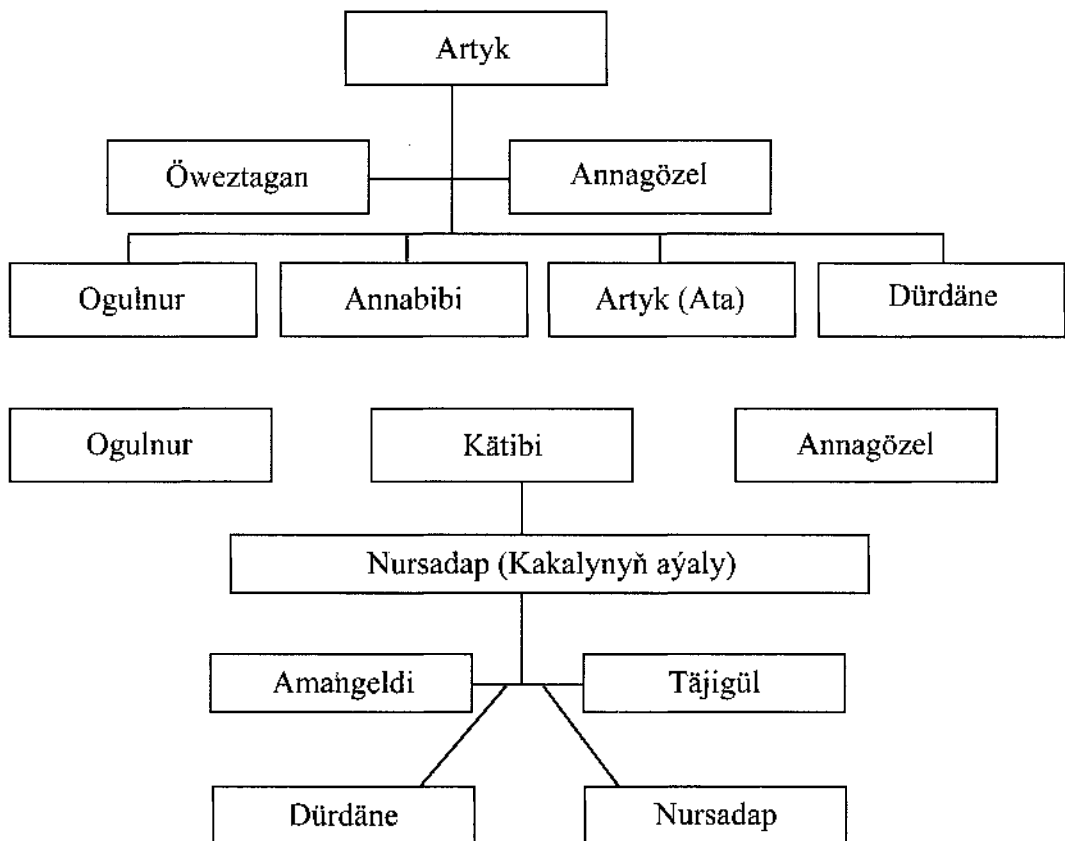 Artyk
Öweztagan Annagözel
Ogulnur Annabibi Artyk (Ata) Dürdäne
Ogulnur Kätibi Annagözel
Nursadap (Kakalynyň aýaly)
Amangeldi Täjigül
Dürdäne Nursadap